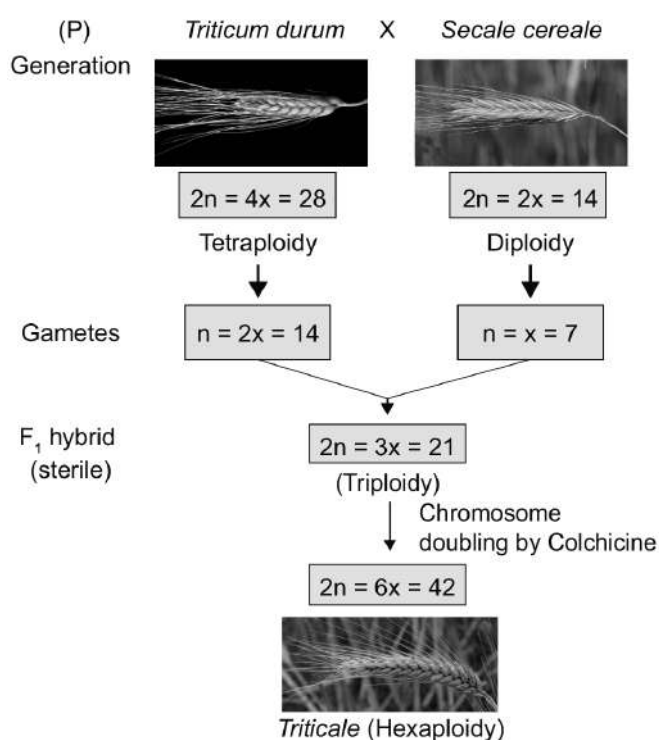 (P)
Generation
Triticum durum X Secale cereale
2n = 4x = 28
2n = 2x = 14
Tetraploidy
Diploidy
Gametes
n = 2x = 14
n = x = 7
F₁ hybrid
(sterile)
2n = 3x = 21
(Triploidy)
Chromosome
doubling by Colchicine
2n = 6x = 42
Triticale (Hexaploidy)